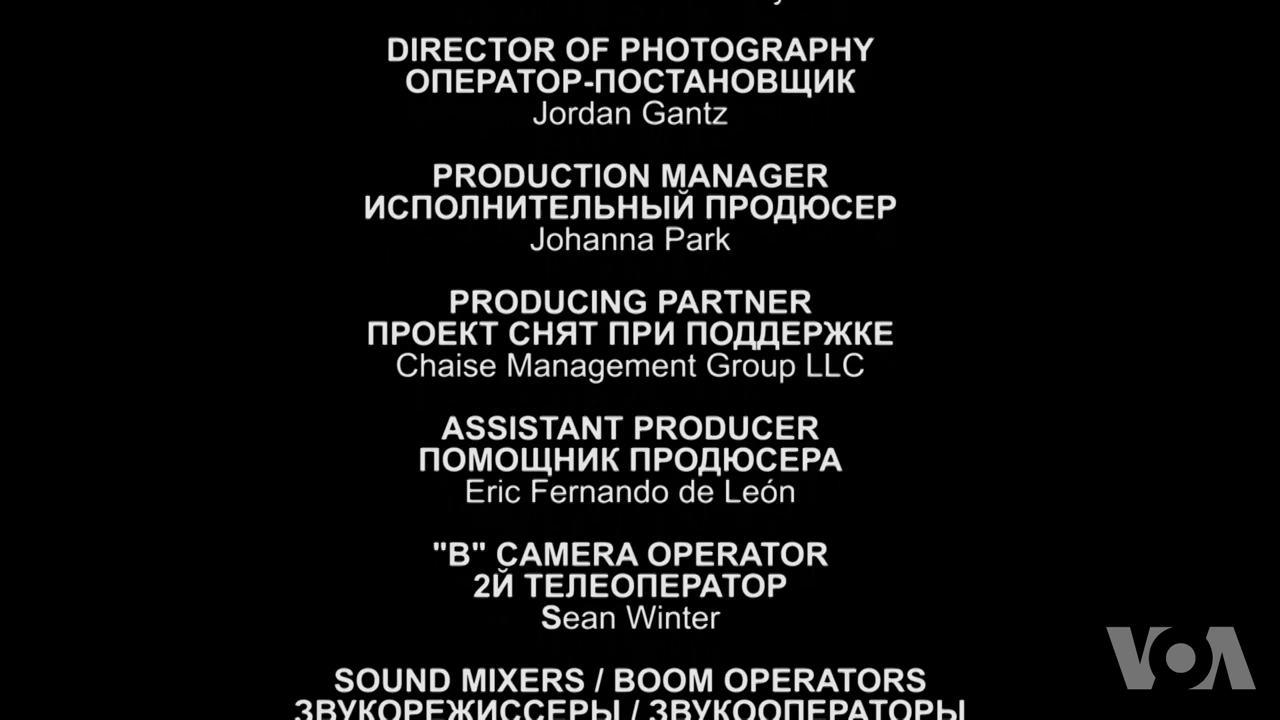 DIRECTOR OF PHOTOGRAPHY
ОПЕРАТОР-ПОСТАНОВЩИК
Jordan Gantz
PRODUCTION MANAGER
ИСПОЛНИТЕЛЬНЫЙ ПРОДЮСЕР
Johanna Park
PRODUCING PARTNER
ПРОЕКТ СНЯТ ПРИ ПОДДЕРЖКЕ
Chaise Management Group LLC
ASSISTANT PRODUCER
ПОМОЩНИК ПРОДЮСЕРА
Eric Fernando de León
"B" CAMERA OPERATOR
2Й ТЕЛЕОПЕРАТОР
Sean Winter
SOUND MIXERS / BOOM OPERATORS
ЗВУКОРЕЖИССЕРЫ / ЗВУКООПЕРАТОРЫ
VOA